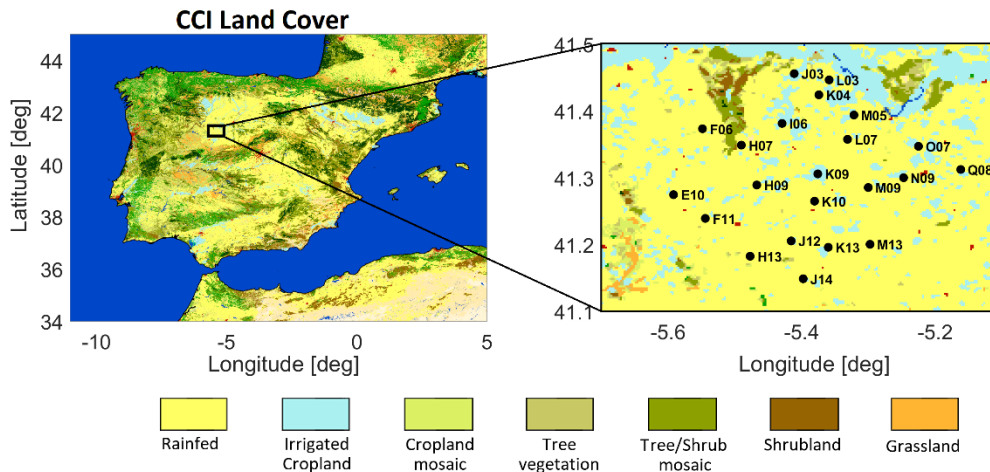 CCI Land Cover
Latitude [deg]
44
42
40
38
36
34
-10
-5
0
5
Longitude [deg]
41.5
41.4
41.3
41.2
41.1
-5.6
-5.4
-5.2
Longitude [deg]
J03
L03
K04
M05
I06
F06
H07
L07
O07
Q08
K09
N09
H09
M09
E10
K10
F11
J12
K13
M13
H13
J14
Rainfed
Irrigated
Cropland
Cropland
mosaic
Tree
vegetation
Tree/Shrub
mosaic
Shrubland
Grassland